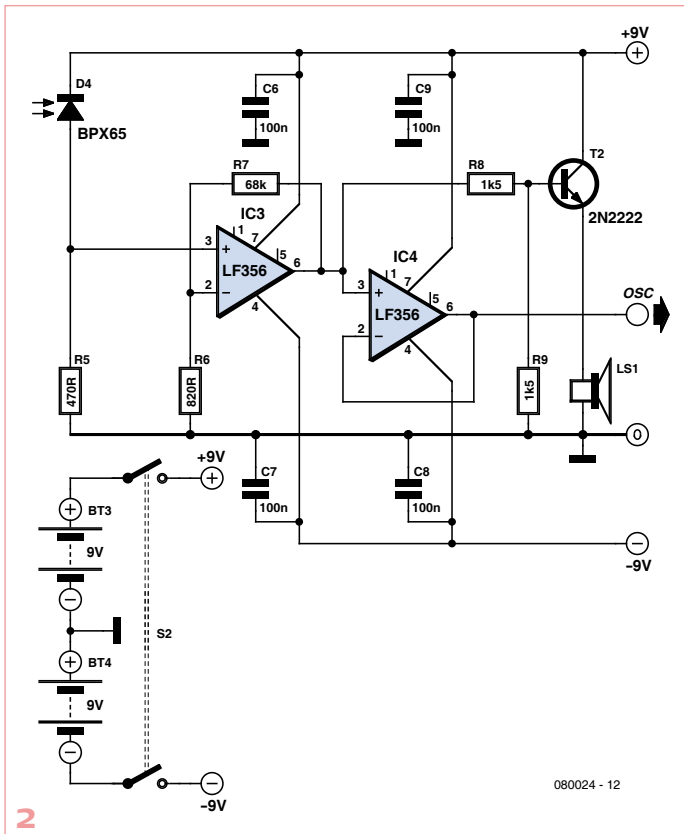 +9V
+
D4
BPX65
C6
100n
C9
100n
R7
68k
R8
1k5
T2
2N2222
IC3
1
7
5
3
+
LF356
6
2
−
4
IC4
1
7
5
3
+
LF356
6
2
−
4
OSC
R5
470R
R6
820R
R9
1k5
LS1
0
+9V
+
C7
100n
C8
100n
BT3
+
9V
−
−
−9V
S2
BT4
+
9V
−
−
−9V
080024 - 12
2